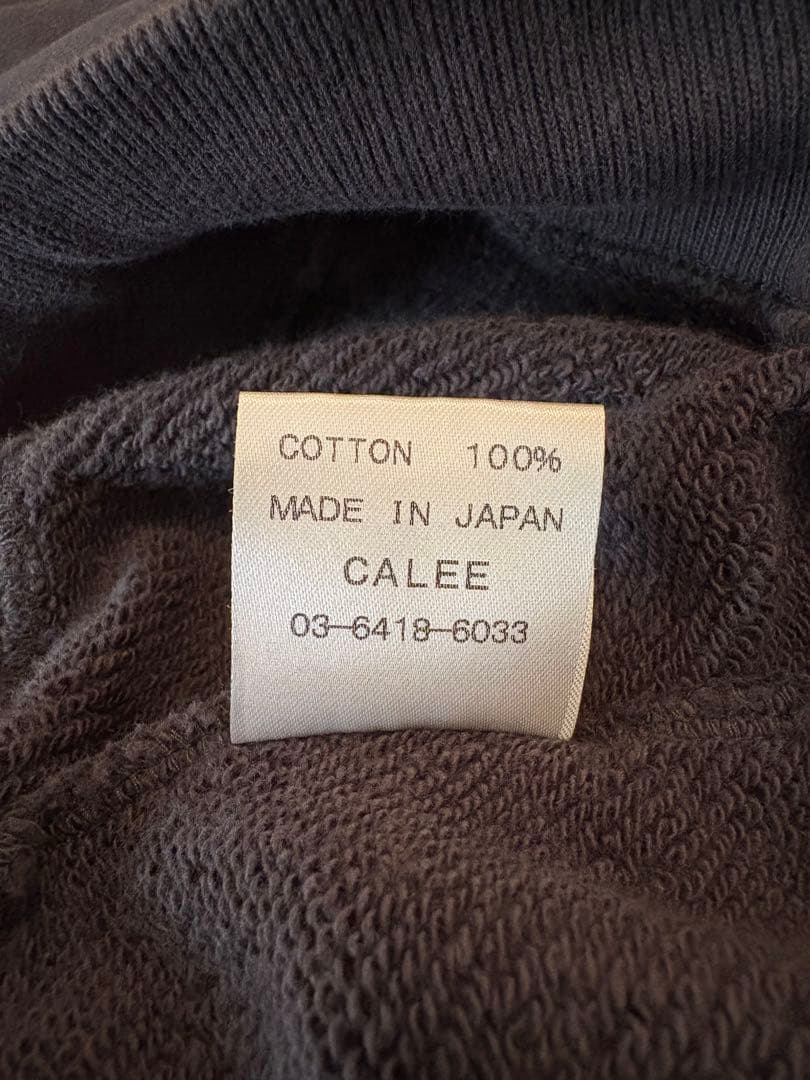 COTTON 100%
MADE IN JAPAN
CALEE
03-6418-6033